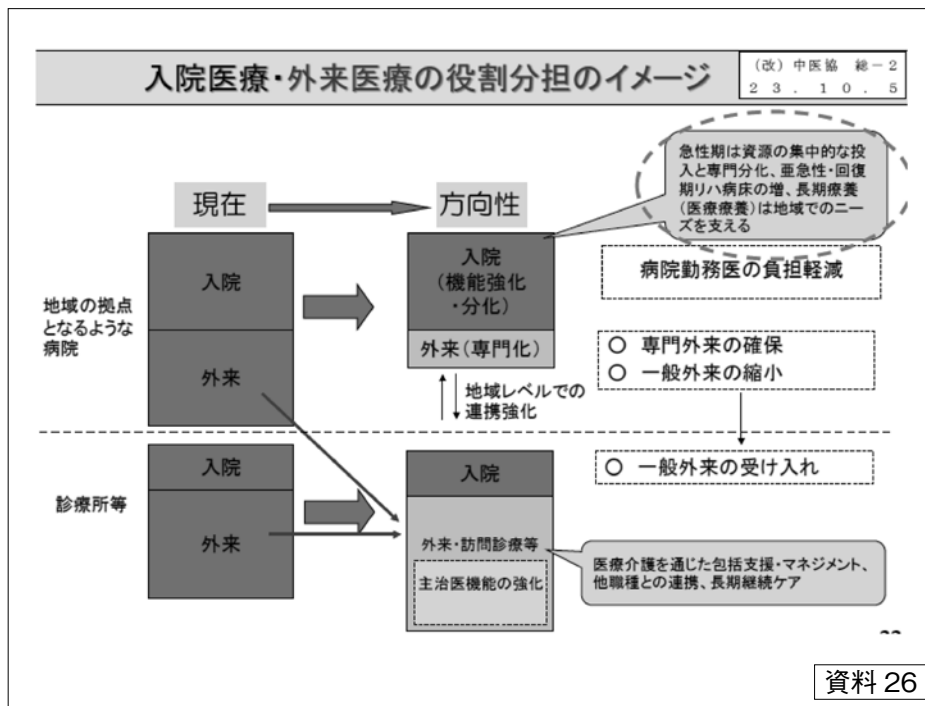 入院医療・外来医療の役割分担のイメージ
(改) 中医協 総－2
23．10．5
急性期は資源の集中的な投
入と専門分化、亜急性・回復
期リハ病床の増、長期療養
(医療療養)は地域でのニー
ズを支える
現在
方向性
地域の拠点
となるような
病院
入院
外来
入院
(機能強化
・分化)
外来(専門化)
病院勤務医の負担軽減
○ 専門外来の確保
○ 一般外来の縮小
地域レベルでの
連携強化
診療所等
入院
外来
入院
外来・訪問診療等
主治医機能の強化
○ 一般外来の受け入れ
医療介護を通じた包括支援・マネジメント、
他職種との連携、長期継続ケア
資料 26